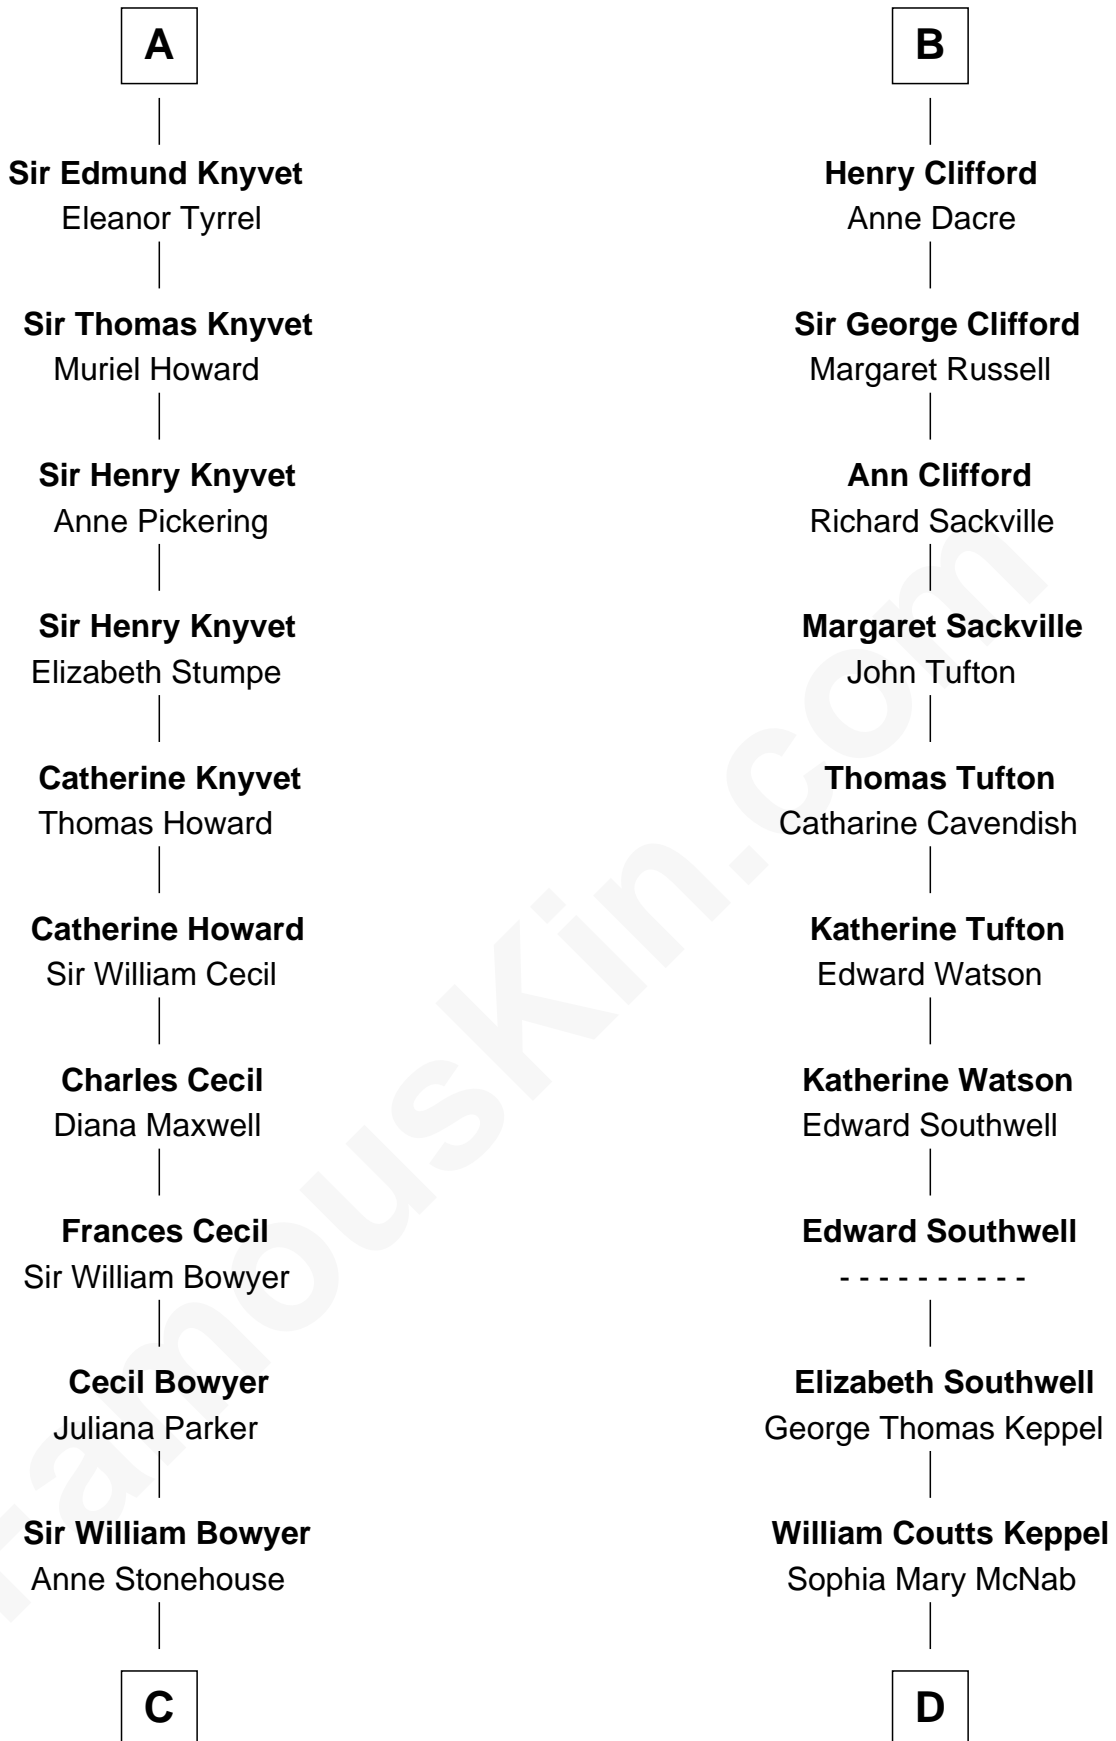 A
Sir Edmund Knyvet
Eleanor Tyrrel
Sir Thomas Knyvet
Muriel Howard
Sir Henry Knyvet
Anne Pickering
Sir Henry Knyvet
Elizabeth Stumpe
Catherine Knyvet
Thomas Howard
Catherine Howard
Sir William Cecil
Charles Cecil
Diana Maxwell
Frances Cecil
Sir William Bowyer
Cecil Bowyer
Juliana Parker
Sir William Bowyer
Anne Stonehouse
C
B
Henry Clifford
Anne Dacre
Sir George Clifford
Margaret Russell
Ann Clifford
Richard Sackville
Margaret Sackville
John Tufton
Thomas Tufton
Catharine Cavendish
Katherine Tufton
Edward Watson
Katherine Watson
Edward Southwell
Edward Southwell
- - - - - - - - - -
Elizabeth Southwell
George Thomas Keppel
William Coutts Keppel
Sophia Mary McNab
D
FamousKin.com